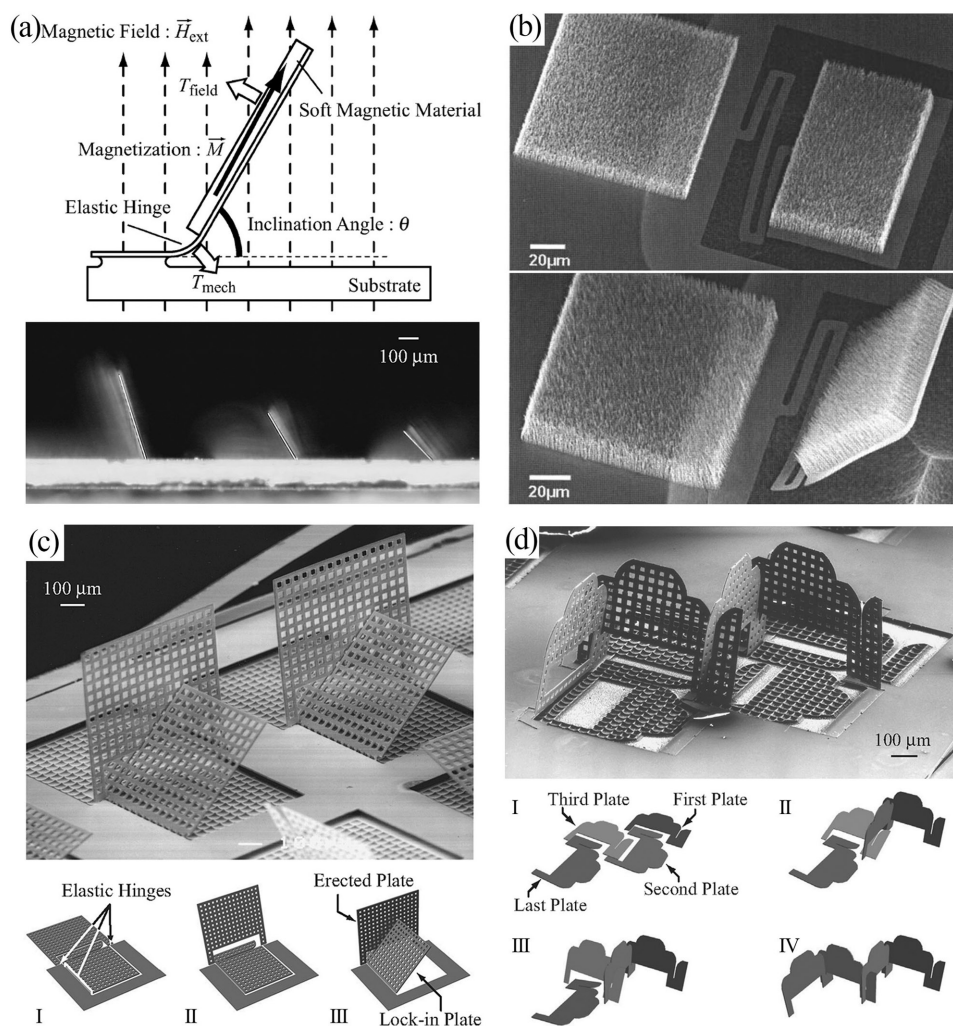 (a)
Magnetic Field : H⃗ext
Tfield
Soft Magnetic Material
Magnetization : M⃗
Elastic Hinge
Inclination Angle : θ
Tmech
Substrate
100 μm
(b)
20μm
20μm
(c)
100 μm
Elastic Hinges
Erected Plate
Lock-in Plate
I
II
III
(d)
100 μm
I
Third Plate
First Plate
II
Last Plate
Second Plate
III
IV